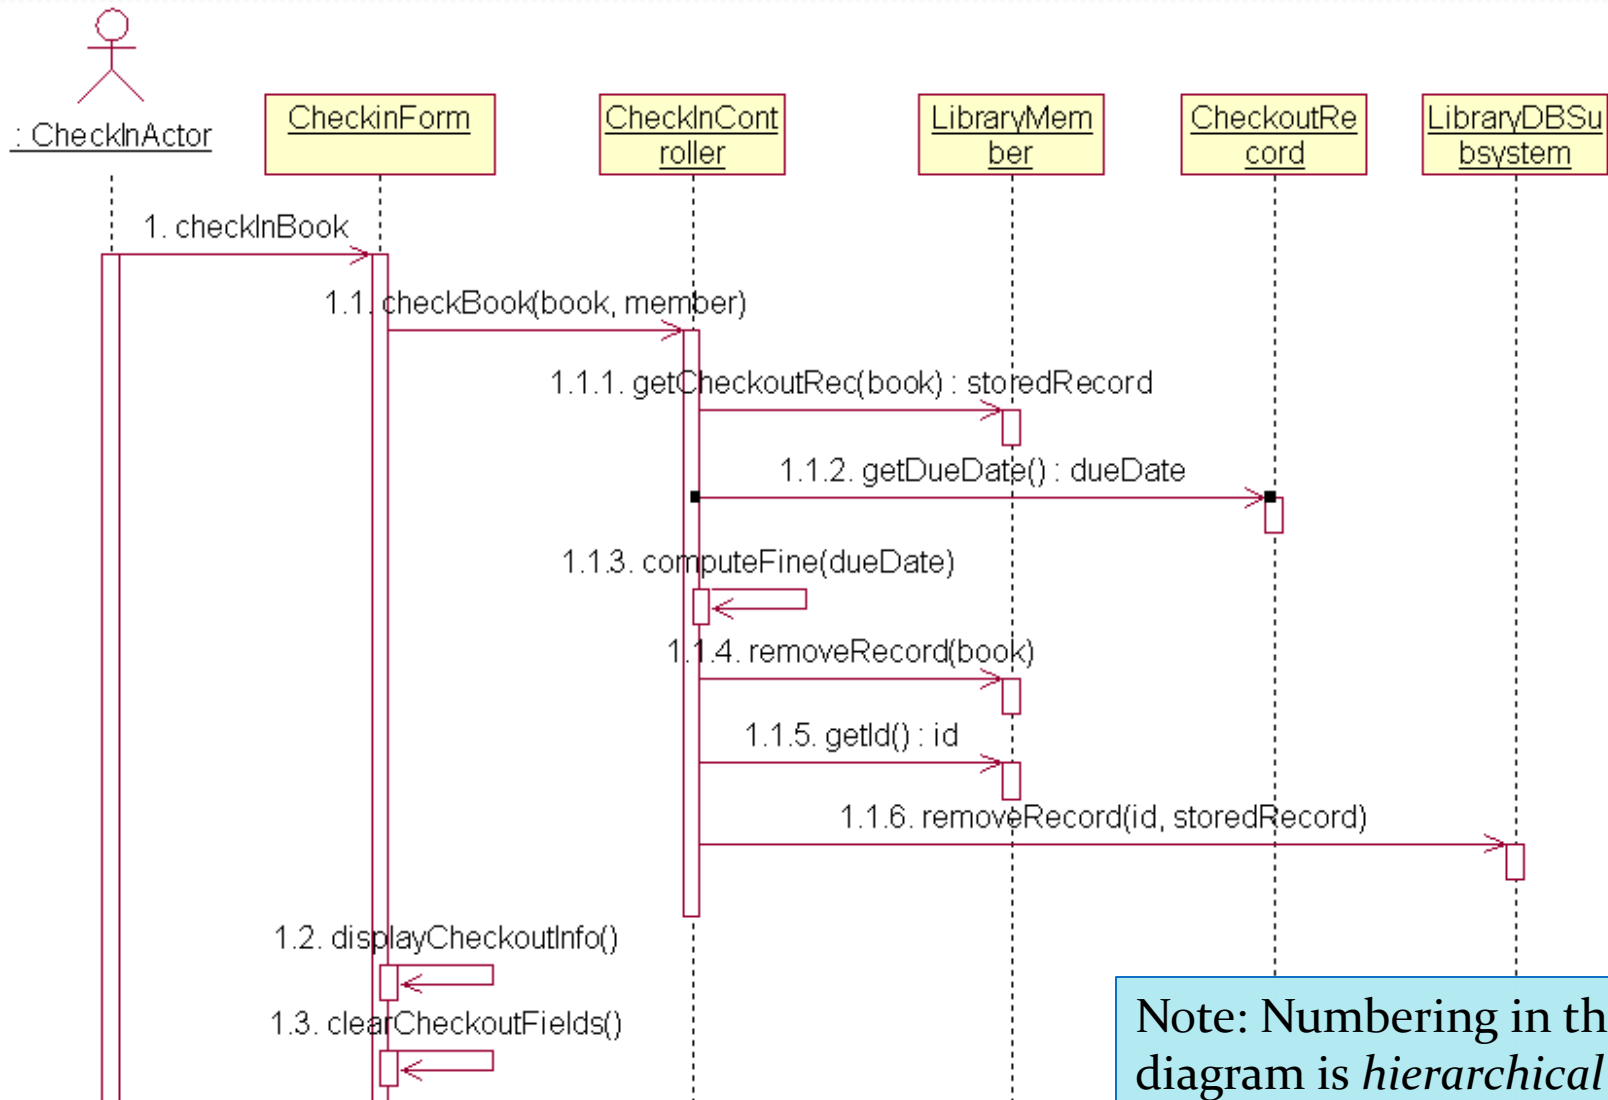 : CheckInActor
CheckinForm
CheckInCont
roller
LibraryMem
ber
CheckoutRe
cord
LibraryDBSu
bsystem
1. checkInBook
1.1. checkBook(book, member)
1.1.1. getCheckoutRec(book) : storedRecord
1.1.2. getDueDate() : dueDate
1.1.3. computeFine(dueDate)
1.1.4. removeRecord(book)
1.1.5. getId() : id
1.1.6. removeRecord(id, storedRecord)
1.2. displayCheckoutInfo()
1.3. clearCheckoutFields()
Note: Numbering in th
diagram is hierarchical